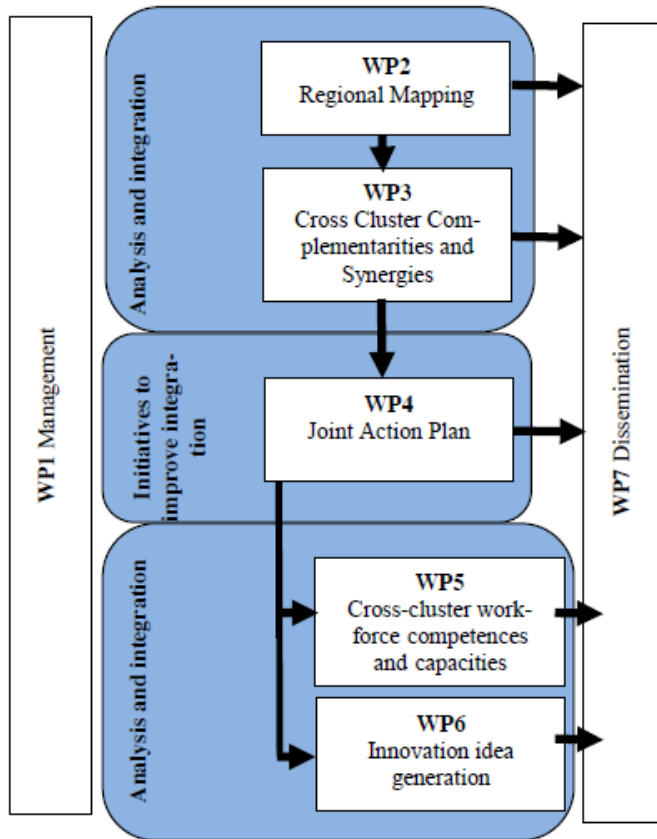 WP1 Management
Analysis and integration
WP2
Regional Mapping
WP3
Cross Cluster Com-
plementarities and
Synergies
Initiatives to
improve integra-
tion
WP4
Joint Action Plan
Analysis and integration
WP5
Cross-cluster work-
force competences
and capacities
WP6
Innovation idea
generation
WP7 Dissemination